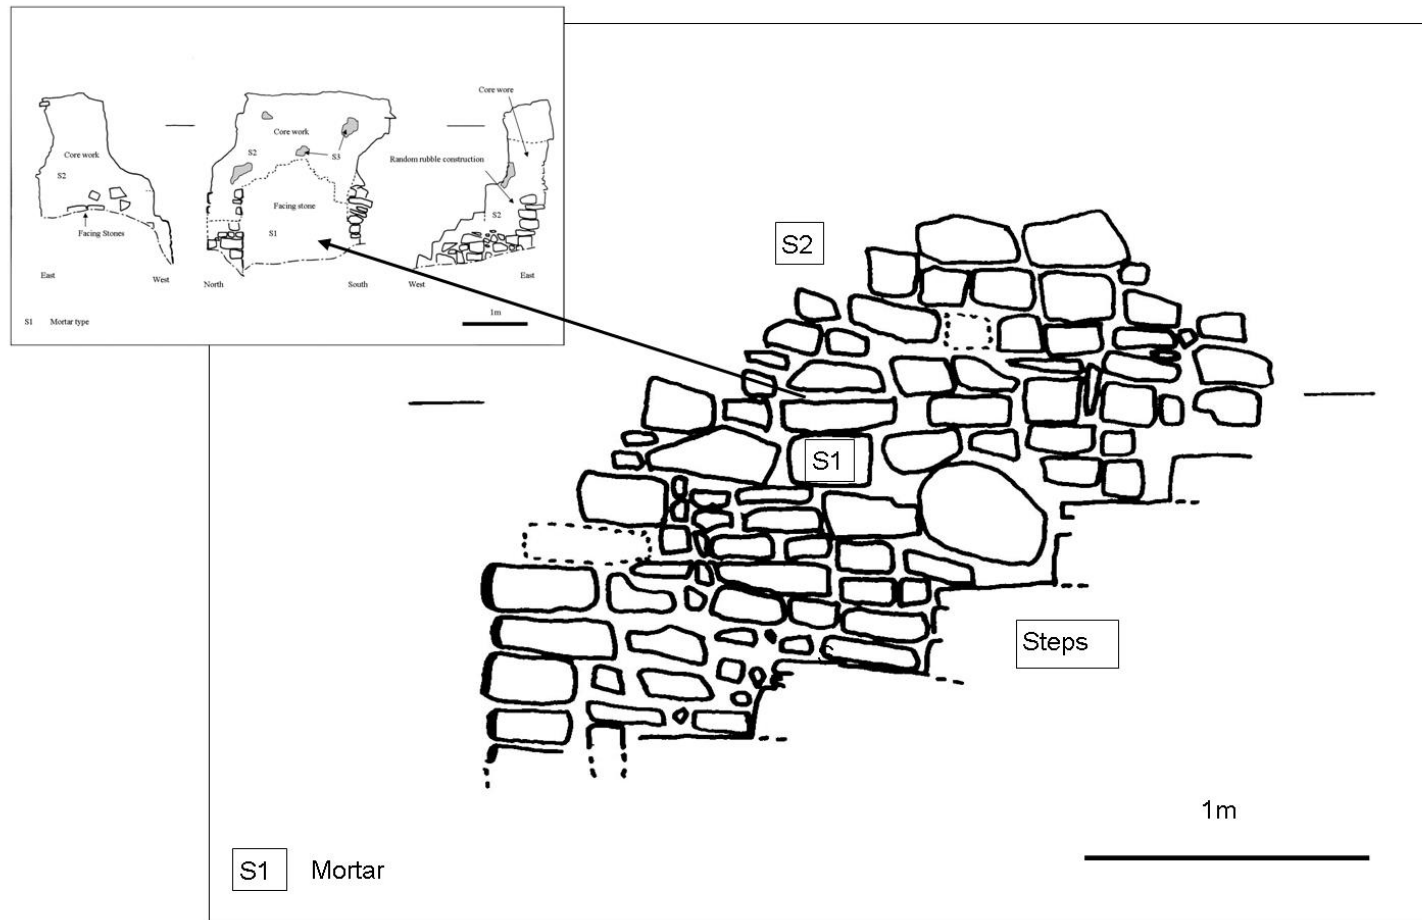 Core wore
Core work
S2
S3
Core work
S2
Random rubble construction
Facing stone
S1
S2
Facing Stones
East
West
North
South
West
East
1m
S1 Mortar type
S2
S1
Steps
1m
S1 Mortar